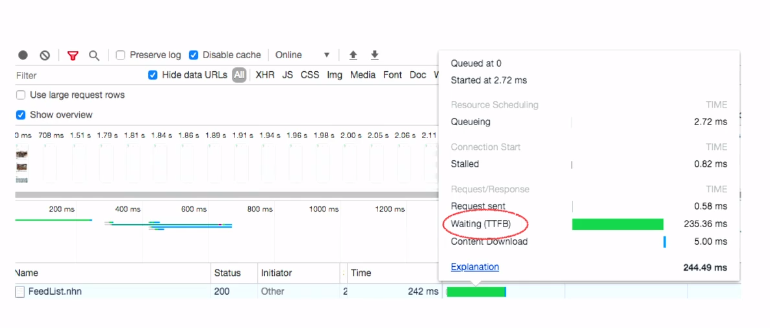 Preserve log Disable cache Online
Filter Hide data URLs All XHR JS CSS Img Media Font Doc W
Use large request rows
Show overview
0 ms 708 ms 1.51 s 1.79 s 1.81 s 1.84 s 1.86 s 1.89 s 1.91 s 1.94 s 1.96 s 1.98 s 2.00 s 2.05 s 2.06 s 2.11
200 ms 400 ms 600 ms 800 ms 1000 ms 1200 ms
Name Status Initiator Time
FeedList.nhn 200 Other 2 242 ms
Queued at 0
Started at 2.72 ms
Resource Scheduling TIME
Queueing 2.72 ms
Connection Start TIME
Stalled 0.82 ms
Request/Response TIME
Request sent 0.58 ms
Waiting (TTFB) 235.36 ms
Content Download 5.00 ms
Explanation 244.49 ms